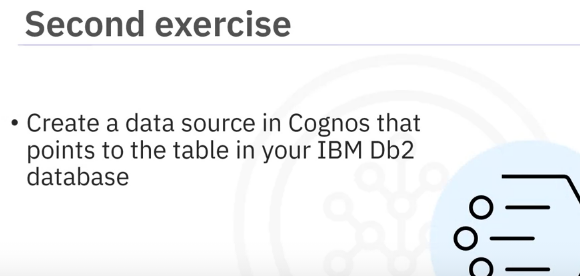 Second exercise
• Create a data source in Cognos that
points to the table in your IBM Db2
database